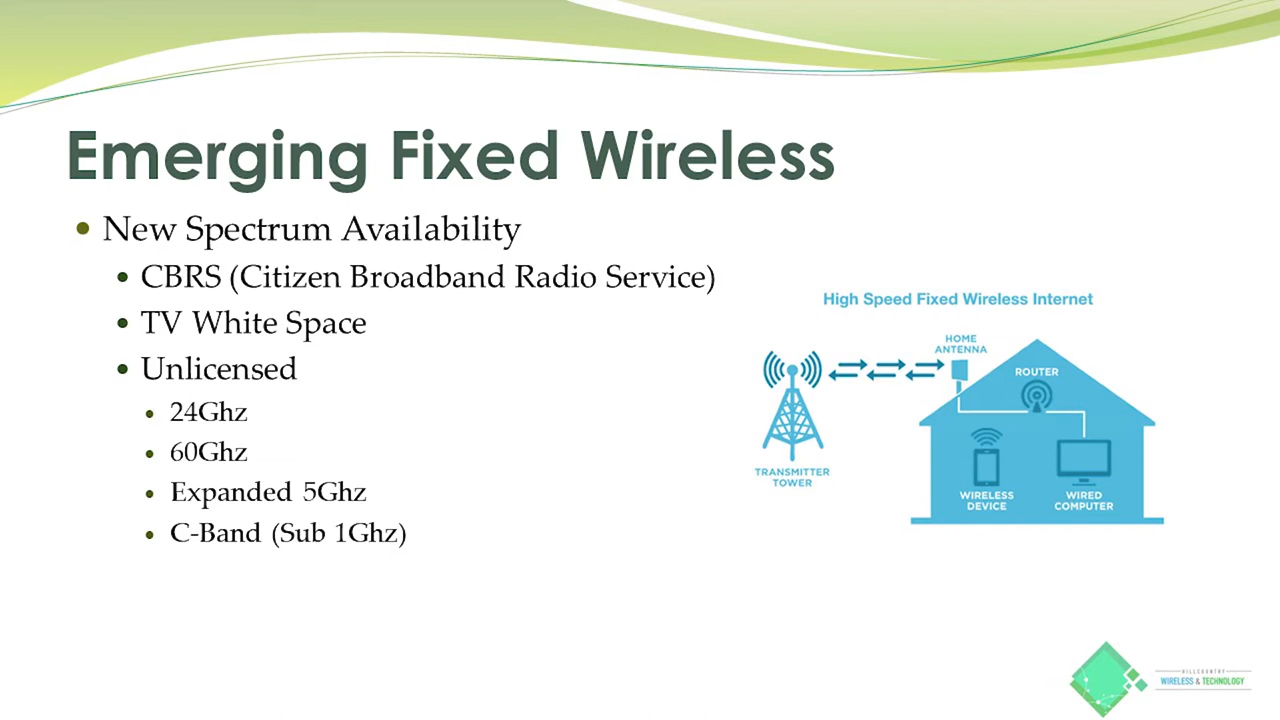 Emerging Fixed Wireless
New Spectrum Availability
CBRS (Citizen Broadband Radio Service)
TV White Space
Unlicensed
24Ghz
60Ghz
Expanded 5Ghz
C-Band (Sub 1Ghz)
High Speed Fixed Wireless Internet
HOME
ANTENNA
ROUTER
TRANSMITTER
TOWER
WIRELESS
DEVICE
WIRED
COMPUTER
HILLCOUNTRY
WIRELESS & TECHNOLOGY